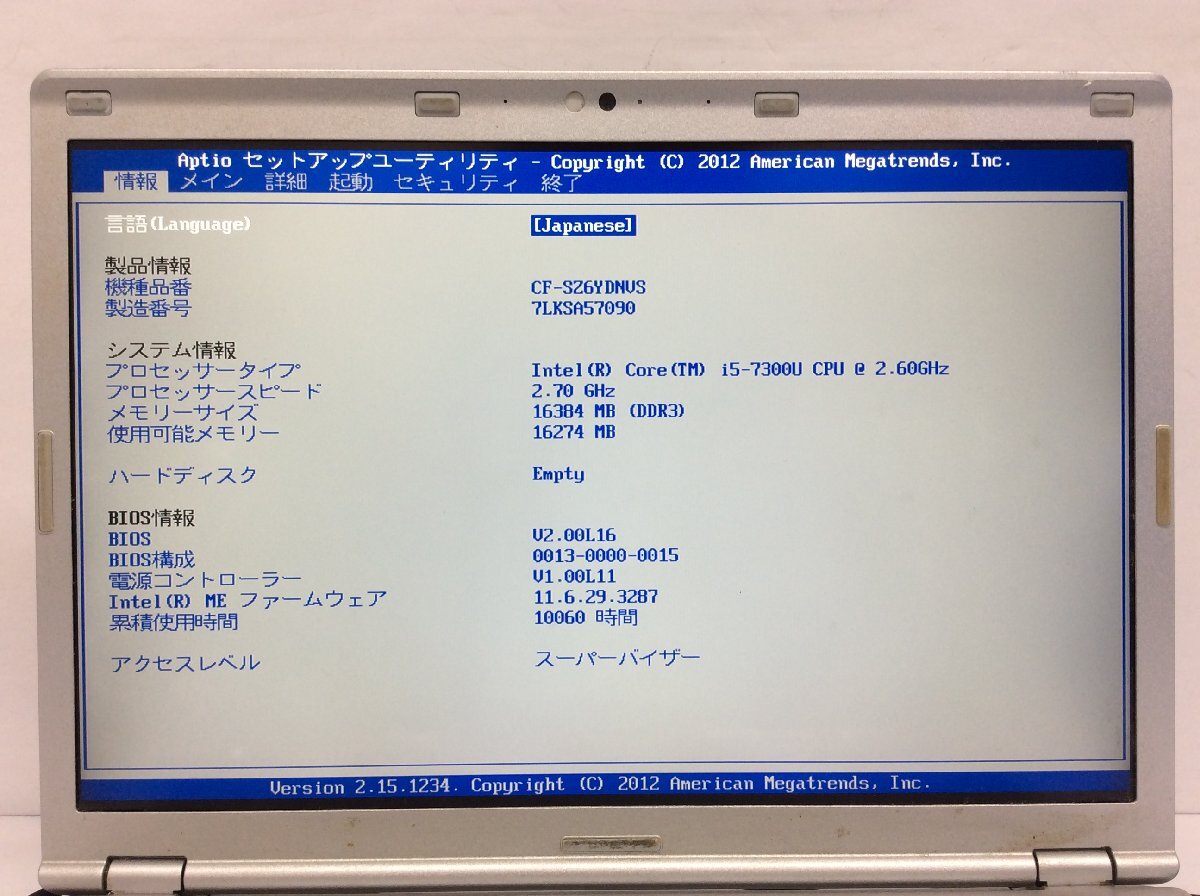 Aptio セットアップユーティリティ - Copyright (C) 2012 American Megatrends, Inc.
情報 メイン 詳細 起動 セキュリティ 終了
言語(Language) [Japanese]
製品情報
機種品番 CF-SZ6YDNVS
製造番号 7LKSA57090
システム情報
プロセッサータイプ Intel(R) Core(TM) i5-7300U CPU @ 2.60GHz
プロセッサースピード 2.70 GHz
メモリーサイズ 16384 MB (DDR3)
使用可能メモリー 16274 MB
ハードディスク Empty
BIOS情報
BIOS V2.00L16
BIOS構成 0013-0000-0015
電源コントローラー V1.00L11
Intel(R) ME ファームウェア 11.6.29.3287
累積使用時間 10060 時間
アクセスレベル スーパーバイザー
Version 2.15.1234. Copyright (C) 2012 American Megatrends, Inc.